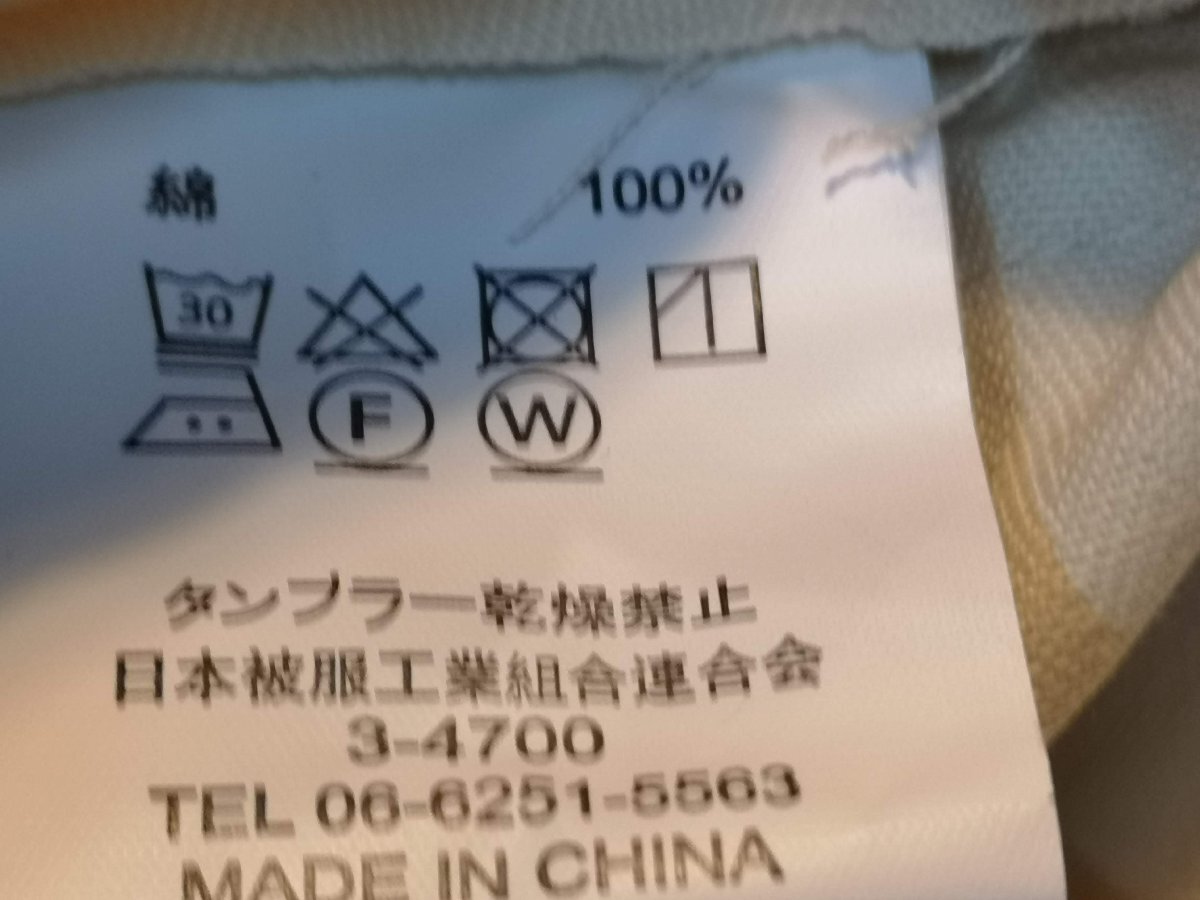 綿 100%
30
F W
タンブラー乾燥禁止
日本被服工業組合連合会
3-4700
TEL 06-6251-5563
MADE IN CHINA